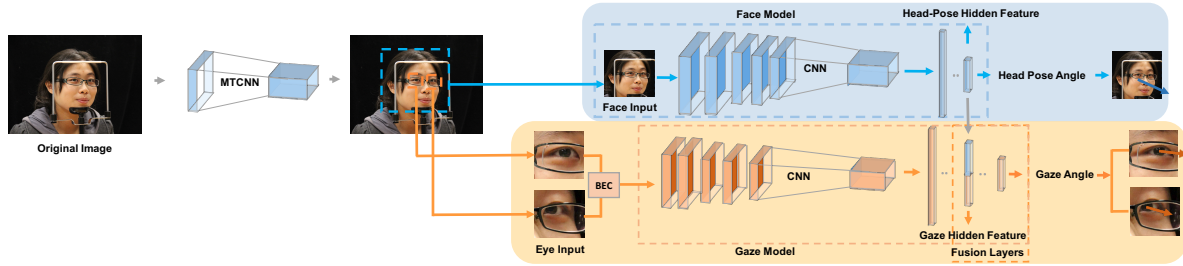 Original Image
MTCNN
Face Model
Face Input
CNN
Head-Pose Hidden Feature
Head Pose Angle
Eye Input
BEC
CNN
Gaze Model
Gaze Hidden Feature
Fusion Layers
Gaze Angle